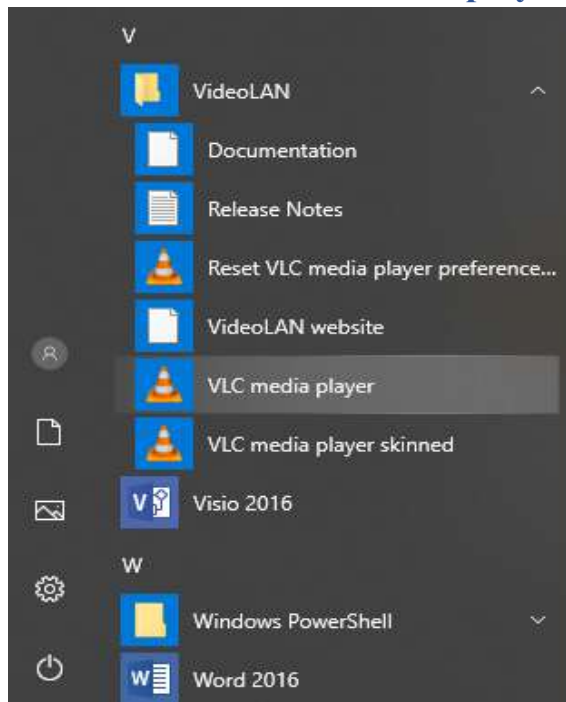 V
VideoLAN
Documentation
Release Notes
Reset VLC media player preference...
VideoLAN website
VLC media player
VLC media player skinned
Visio 2016
W
Windows PowerShell
Word 2016